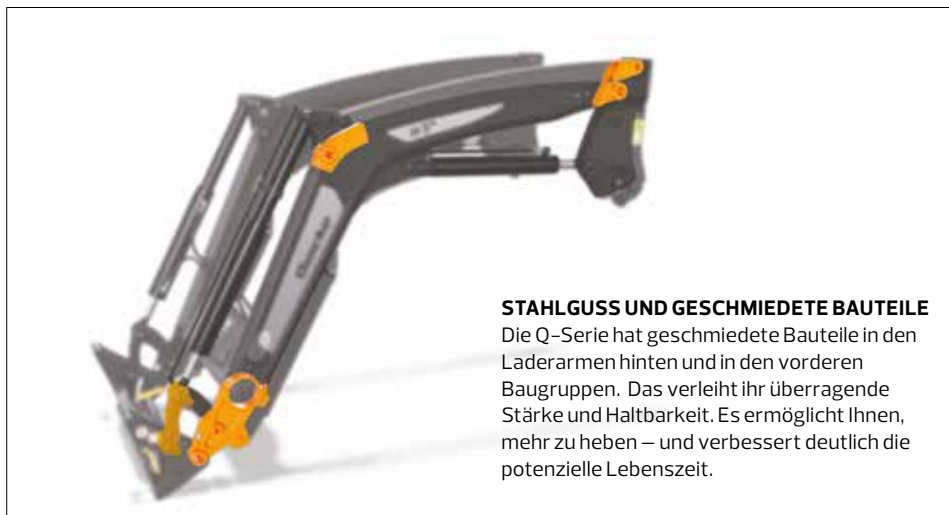 Quicke
STAHLGUSS UND GESCHMIEDETE BAUTEILE
Die Q-Serie hat geschmiedete Bauteile in den
Laderarmen hinten und in den vorderen
Baugruppen. Das verleiht ihr überragende
Stärke und Haltbarkeit. Es ermöglicht Ihnen,
mehr zu heben – und verbessert deutlich die
potenzielle Lebenszeit.